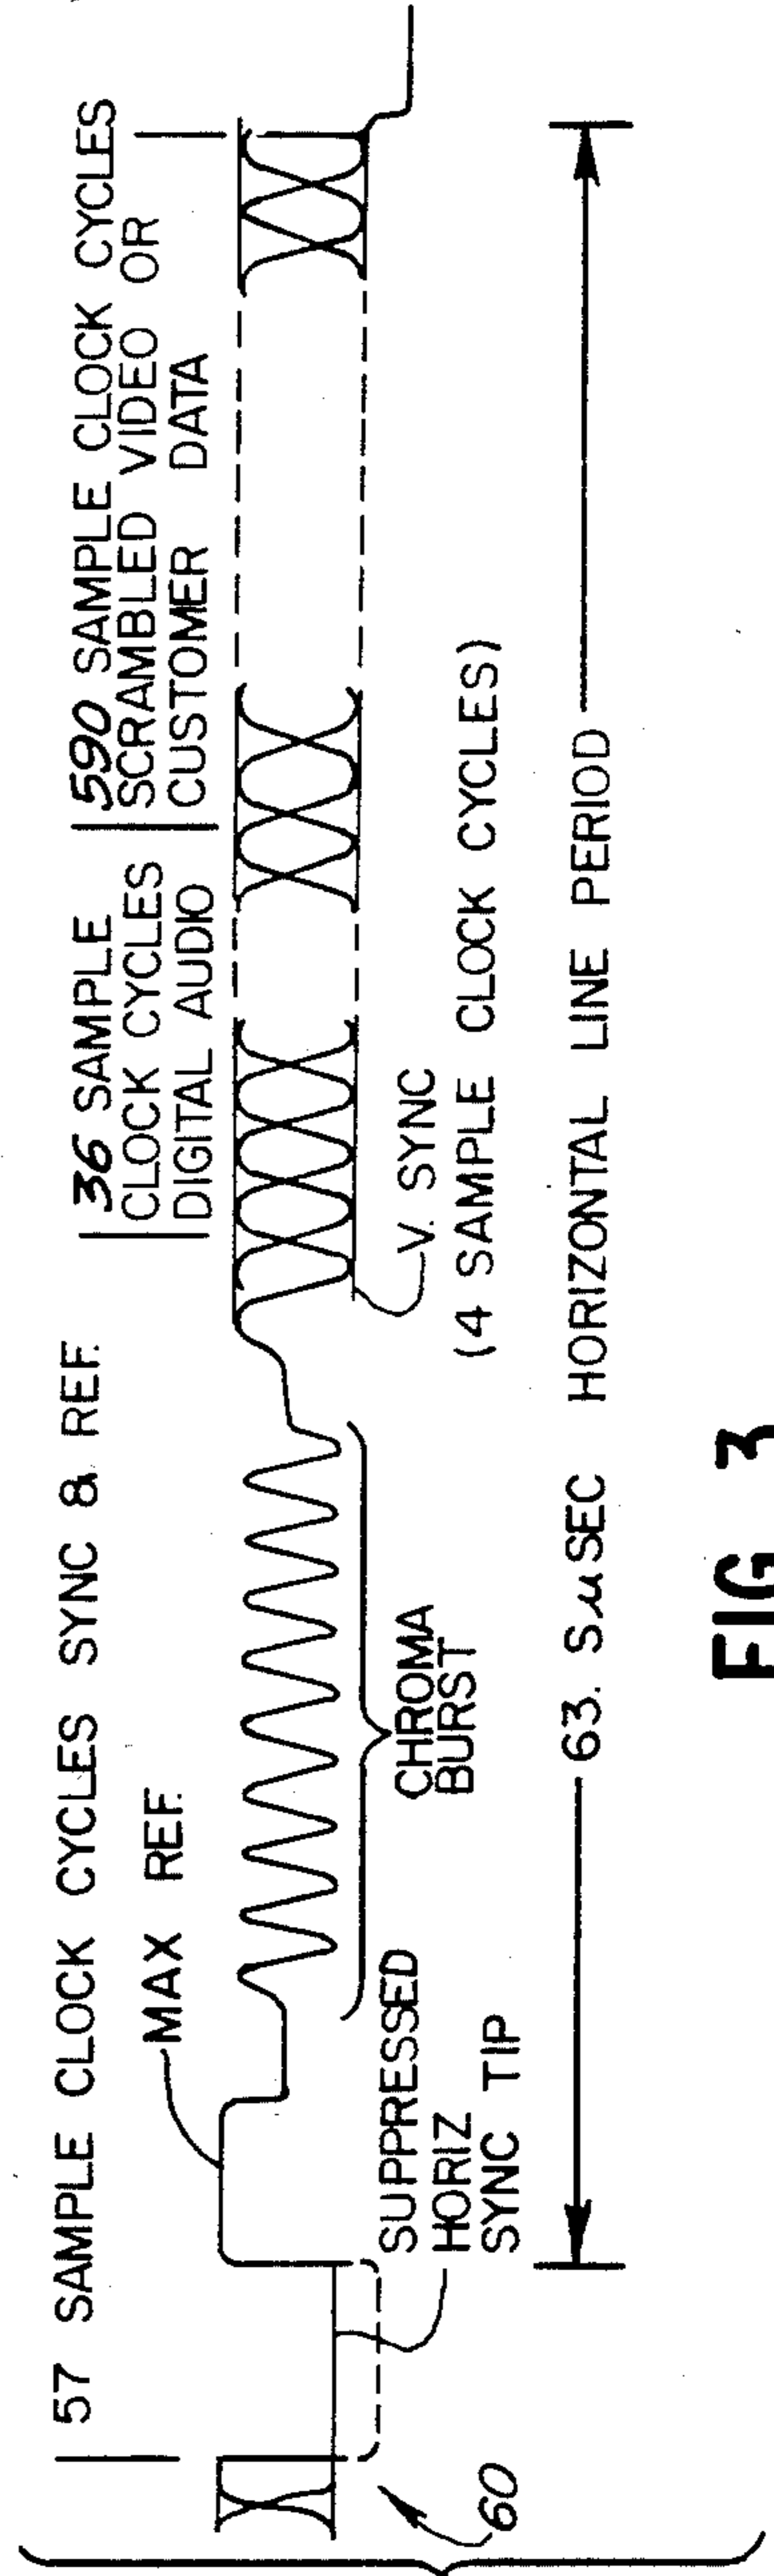 57 SAMPLE CLOCK CYCLES SYNC & REF.
36 SAMPLE
CLOCK CYCLES
DIGITAL AUDIO
590 SAMPLE CLOCK CYCLES
SCRAMBLED VIDEO OR
CUSTOMER DATA
MAX REF.
SUPPRESSED
HORIZ
SYNC TIP
CHROMA
BURST
V. SYNC
(4 SAMPLE CLOCK CYCLES)
60
63. SµSEC HORIZONTAL LINE PERIOD
FIG. 3